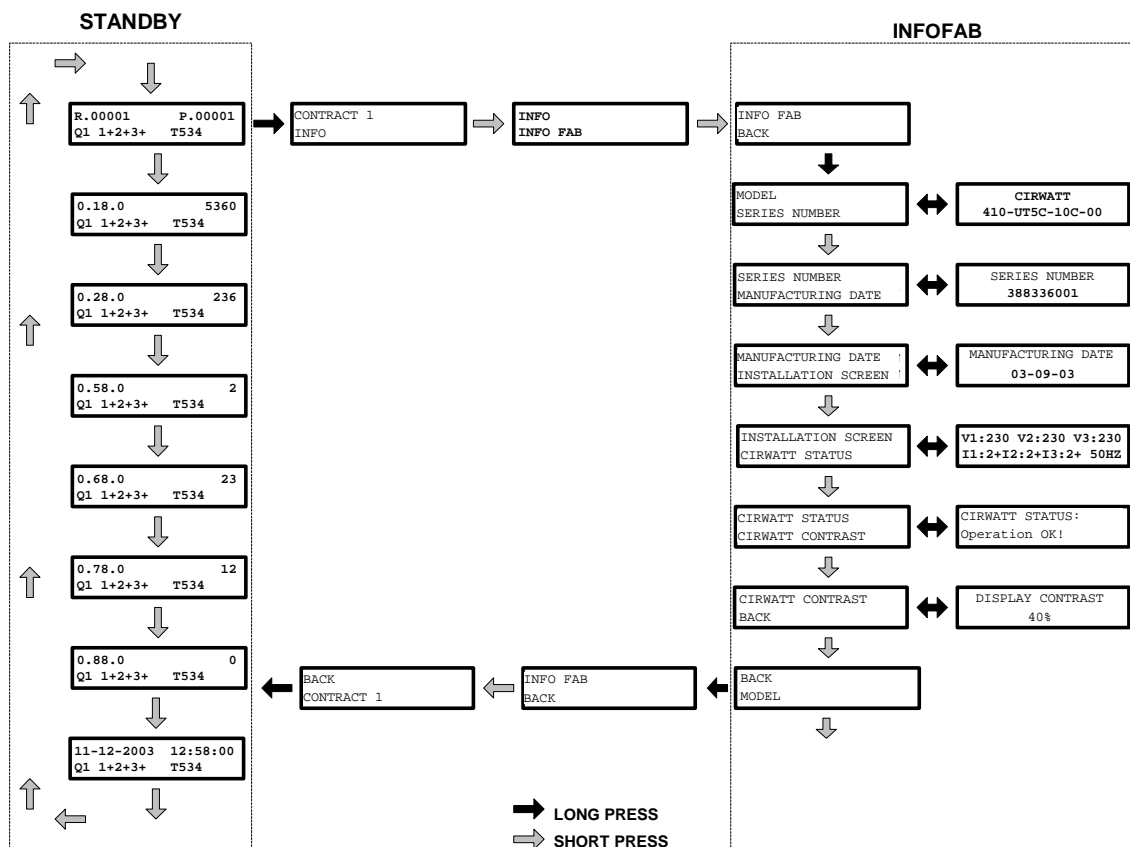 STANDBY
R.00001 P.00001
Q1 1+2+3+ T534
0.18.0 5360
Q1 1+2+3+ T534
0.28.0 236
Q1 1+2+3+ T534
0.58.0 2
Q1 1+2+3+ T534
0.68.0 23
Q1 1+2+3+ T534
0.78.0 12
Q1 1+2+3+ T534
0.88.0 0
Q1 1+2+3+ T534
11-12-2003 12:58:00
Q1 1+2+3+ T534
CONTRACT 1
INFO
INFO
INFO FAB
INFOFAB
INFO FAB
BACK
MODEL
SERIES NUMBER
CIRWATT
410-UT5C-10C-00
SERIES NUMBER
MANUFACTURING DATE
SERIES NUMBER
388336001
MANUFACTURING DATE
INSTALLATION SCREEN
MANUFACTURING DATE
03-09-03
INSTALLATION SCREEN
CIRWATT STATUS
V1:230 V2:230 V3:230
I1:2+I2:2+I3:2+ 50HZ
CIRWATT STATUS
CIRWATT CONTRAST
CIRWATT STATUS:
Operation OK!
CIRWATT CONTRAST
BACK
DISPLAY CONTRAST
40%
BACK
MODEL
INFO FAB
BACK
BACK
CONTRACT 1
LONG PRESS
SHORT PRESS